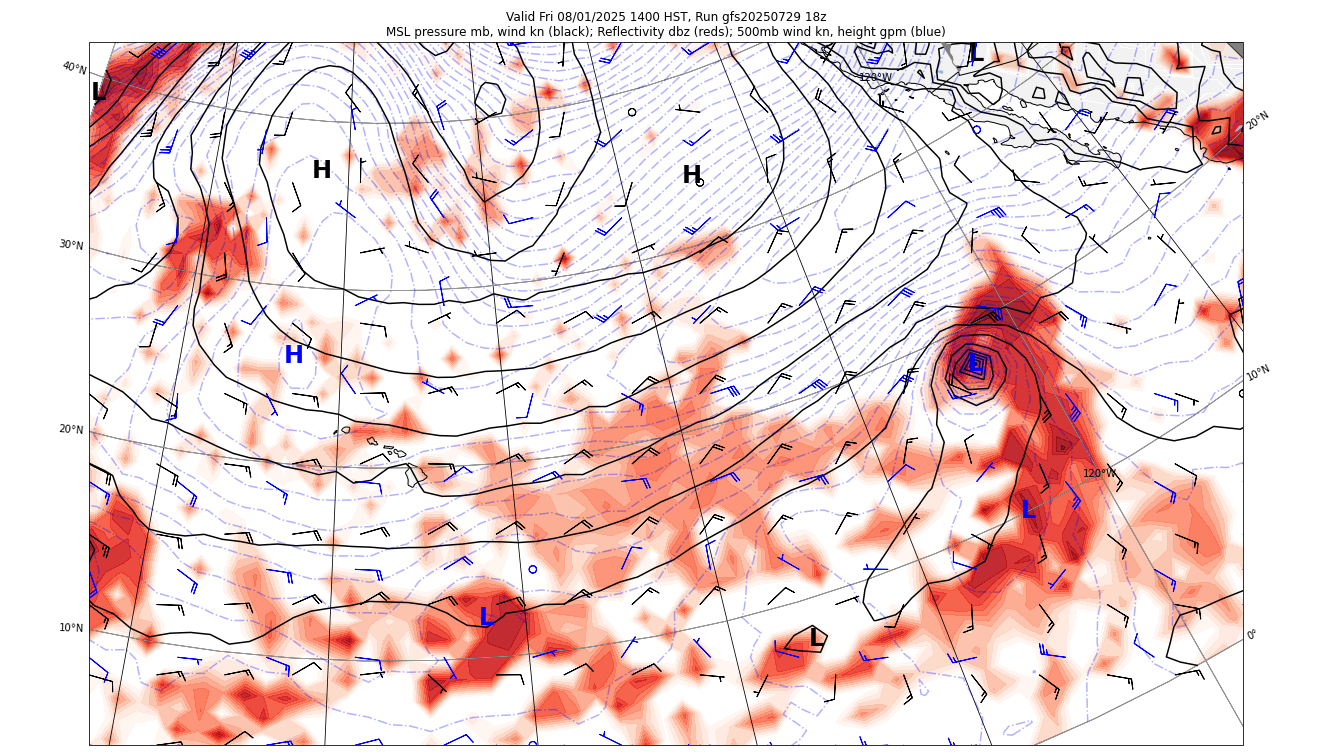 Valid Fri 08/01/2025 1400 HST, Run gfs20250729 18z
MSL pressure mb, wind kn (black); Reflectivity dbz (reds); 500mb wind kn, height gpm (blue)
L
40°N
120°W
L
20°N
H
H
30°N
H
L
10°N
20°N
120°W
L
L
10°N
L
0°